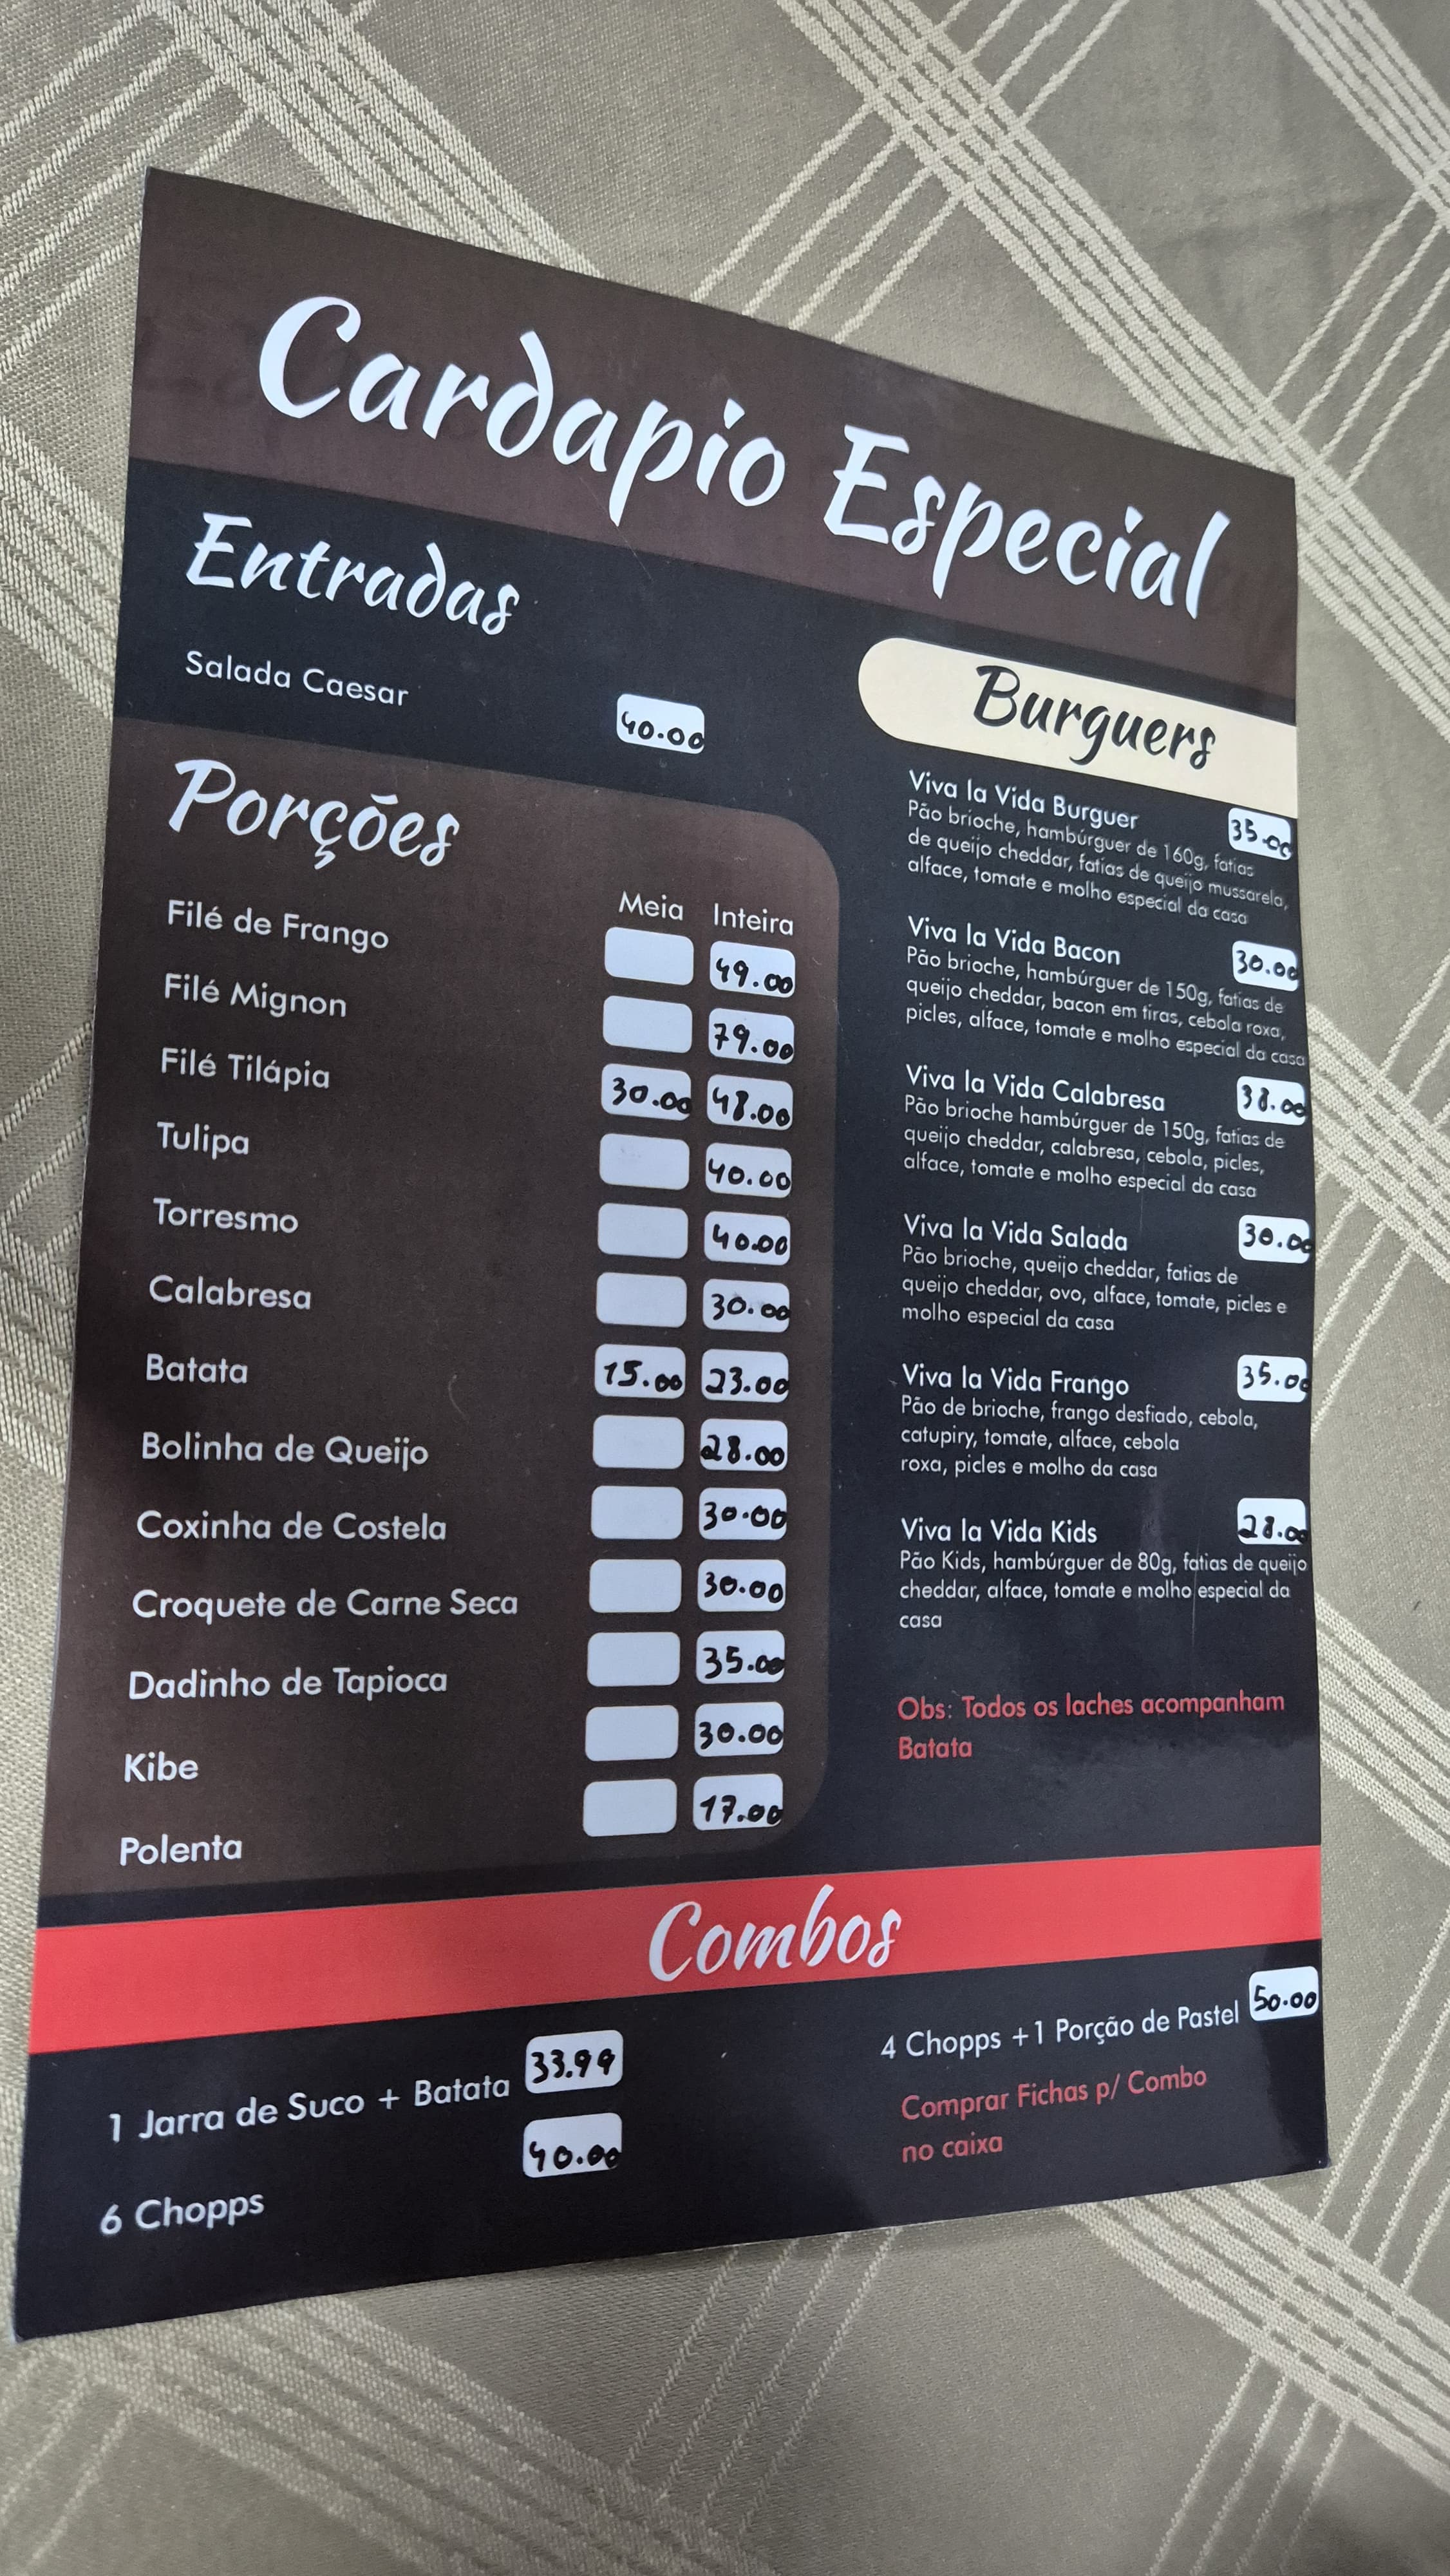 Cardapio Especial
Entradas
Salada Caesar 40.00
Porções
Meia Inteira
Filé de Frango 49.00
Filé Mignon 79.00
Filé Tilápia 30.00 48.00
Tulipa 40.00
Torresmo 40.00
Calabresa 30.00
Batata 15.00 23.00
Bolinha de Queijo 28.00
Coxinha de Costela 30.00
Croquete de Carne Seca 30.00
Dadinho de Tapioca 35.00
Kibe 30.00
Polenta 17.00
Burguers
Viva la Vida Burguer 35.00
Pão brioche, hambúrguer de 160g, fatias
de queijo cheddar, fatias de queijo mussarela,
alface, tomate e molho especial da casa
Viva la Vida Bacon 30.00
Pão brioche, hambúrguer de 150g, fatias de
queijo cheddar, bacon em tiras, cebola roxa,
picles, alface, tomate e molho especial da casa
Viva la Vida Calabresa 38.00
Pão brioche hambúrguer de 150g, fatias de
queijo cheddar, calabresa, cebola, picles,
alface, tomate e molho especial da casa
Viva la Vida Salada 30.00
Pão brioche, queijo cheddar, fatias de
queijo cheddar, ovo, alface, tomate, picles e
molho especial da casa
Viva la Vida Frango 35.00
Pão de brioche, frango desfiado, cebola,
catupiry, tomate, alface, cebola
roxa, picles e molho da casa
Viva la Vida Kids 28.00
Pão Kids, hambúrguer de 80g, fatias de queijo
cheddar, alface, tomate e molho especial da
casa
Obs: Todos os laches acompanham
Batata
Combos
1 Jarra de Suco + Batata 33.99
6 Chopps 40.00
4 Chopps +1 Porção de Pastel 50.00
Comprar Fichas p/ Combo
no caixa